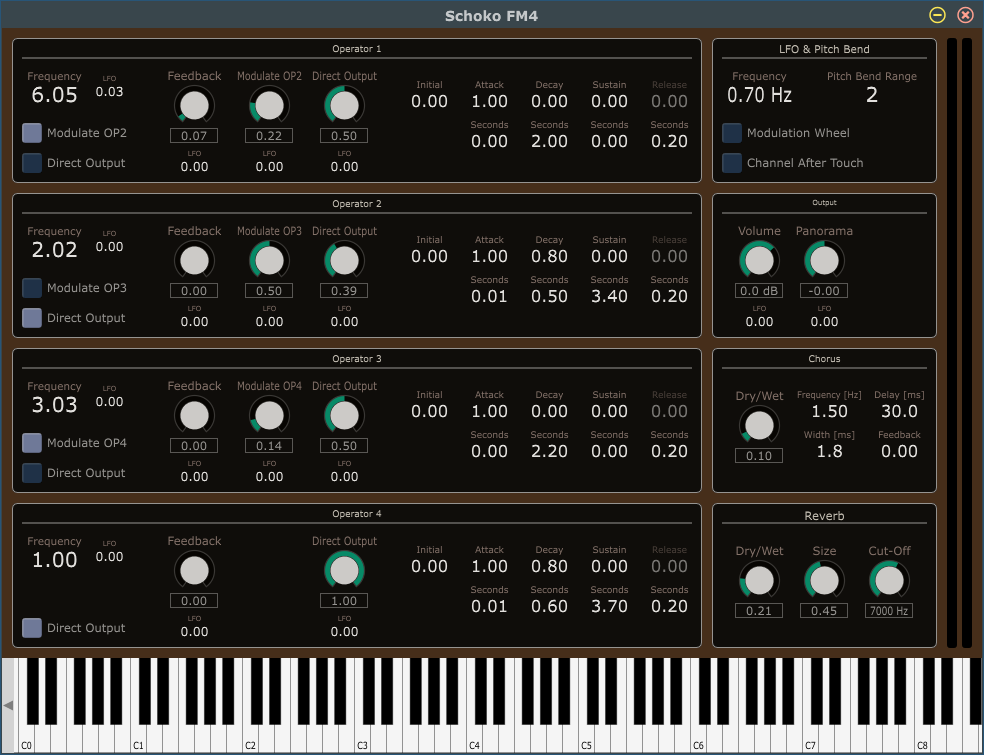 Schoko FM4
Operator 1
Frequency LFO Feedback Modulate OP2 Direct Output Initial Attack Decay Sustain Release
6.05 0.03 0.00 1.00 0.00 0.00 0.00
Modulate OP2 0.07 0.22 0.50 Seconds Seconds Seconds Seconds
0.00 2.00 0.00 0.20
Direct Output LFO LFO LFO
0.00 0.00 0.00
LFO & Pitch Bend
Frequency Pitch Bend Range
0.70 Hz 2
Modulation Wheel
Channel After Touch
Operator 2
Frequency LFO Feedback Modulate OP3 Direct Output Initial Attack Decay Sustain Release
2.02 0.00 0.00 1.00 0.80 0.00 0.00
Modulate OP3 0.00 0.50 0.39 Seconds Seconds Seconds Seconds
0.01 0.50 3.40 0.20
Direct Output LFO LFO LFO
0.00 0.00 0.00
Output
Volume Panorama
0.0 dB -0.00
LFO LFO
0.00 0.00
Operator 3
Frequency LFO Feedback Modulate OP4 Direct Output Initial Attack Decay Sustain Release
3.03 0.00 0.00 1.00 0.00 0.00 0.00
Modulate OP4 0.00 0.14 0.50 Seconds Seconds Seconds Seconds
0.00 2.20 0.00 0.20
Direct Output LFO LFO LFO
0.00 0.00 0.00
Chorus
Dry/Wet Frequency [Hz] Delay [ms]
1.50 30.0
Width [ms] Feedback
0.10 1.8 0.00
Operator 4
Frequency LFO Feedback Direct Output Initial Attack Decay Sustain Release
1.00 0.00 0.00 1.00 0.80 0.00 0.00
0.00 1.00 Seconds Seconds Seconds Seconds
0.01 0.60 3.70 0.20
Direct Output LFO LFO
0.00 0.00
Reverb
Dry/Wet Size Cut-Off
0.21 0.45 7000 Hz
C0 C1 C2 C3 C4 C5 C6 C7 C8